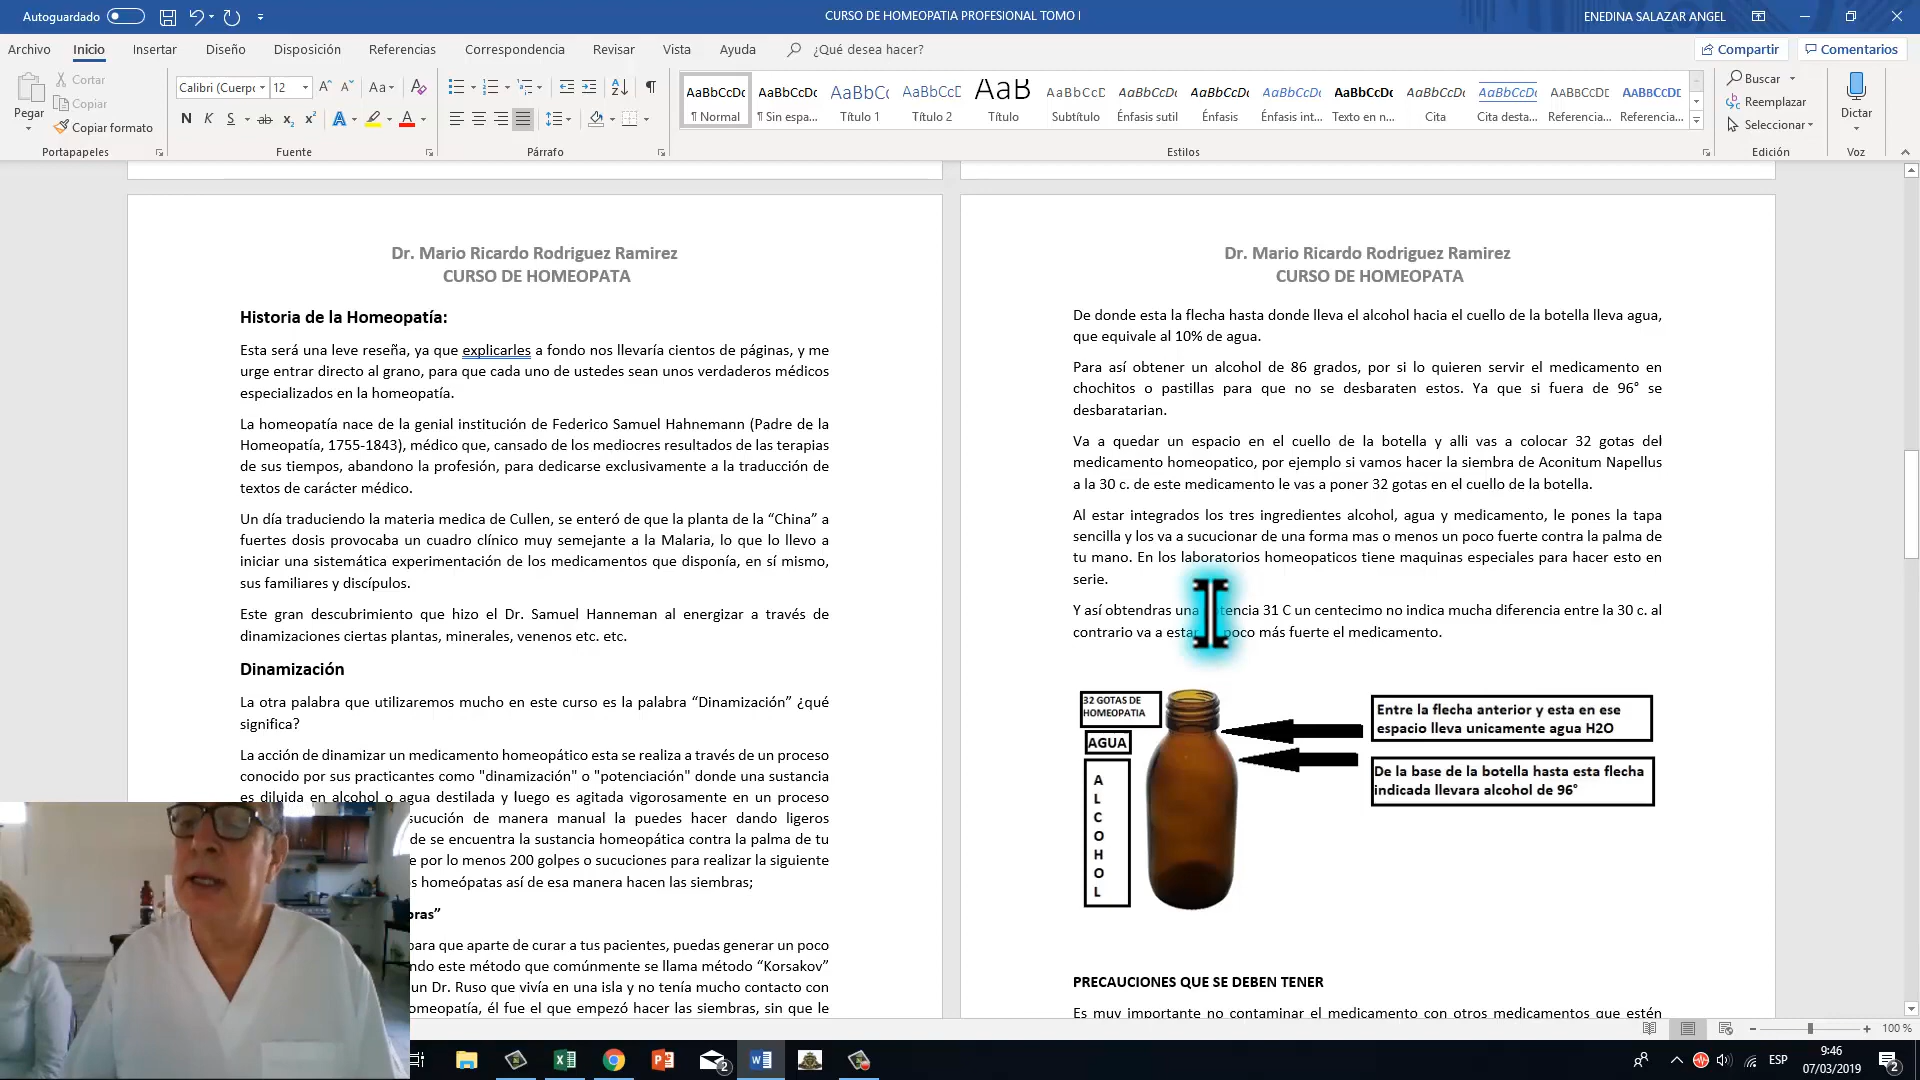 Autoguardado
CURSO DE HOMEOPATIA PROFESIONAL TOMO I
ENEDINA SALAZAR ANGEL
Archivo Inicio Insertar Diseño Disposición Referencias Correspondencia Revisar Vista Ayuda ¿Qué desea hacer? Compartir Comentarios
Pegar
Cortar
Copiar
Copiar formato
Portapapeles
Calibri (Cuerpo 12
Fuente
Párrafo
AaBbCcDc AaBbCcDc AaBbCc AaBbCcD AaB AaBbCcD AaBbCcDc AaBbCcDc AaBbCcDc AaBbCcDc AaBbCcDc AaBbCcDc AABBCCDE AABBCCDE
¶ Normal ¶ Sin espa... Título 1 Título 2 Título Subtítulo Énfasis sutil Énfasis Énfasis int... Texto en n... Cita Cita desta... Referencia... Referencia...
Estilos
Buscar
Reemplazar
Seleccionar
Edición
Dictar
Voz
Dr. Mario Ricardo Rodriguez Ramirez
CURSO DE HOMEOPATA
Historia de la Homeopatía:
Esta será una leve reseña, ya que explicarles a fondo nos llevaría cientos de páginas, y me
urge entrar directo al grano, para que cada uno de ustedes sean unos verdaderos médicos
especializados en la homeopatía.
La homeopatía nace de la genial institución de Federico Samuel Hahnemann (Padre de la
Homeopatía, 1755-1843), médico que, cansado de los mediocres resultados de las terapias
de sus tiempos, abandono la profesión, para dedicarse exclusivamente a la traducción de
textos de carácter médico.
Un día traduciendo la materia medica de Cullen, se enteró de que la planta de la “China” a
fuertes dosis provocaba un cuadro clínico muy semejante a la Malaria, lo que lo llevo a
iniciar una sistemática experimentación de los medicamentos que disponía, en sí mismo,
sus familiares y discípulos.
Este gran descubrimiento que hizo el Dr. Samuel Hanneman al energizar a través de
dinamizaciones ciertas plantas, minerales, venenos etc. etc.
Dinamización
La otra palabra que utilizaremos mucho en este curso es la palabra “Dinamización” ¿qué
significa?
La acción de dinamizar un medicamento homeopático esta se realiza a través de un proceso
conocido por sus practicantes como "dinamización" o "potenciación" donde una sustancia
es diluida en alcohol o agua destilada y luego es agitada vigorosamente en un proceso
sucución de manera manual la puedes hacer dando ligeros
de se encuentra la sustancia homeopática contra la palma de tu
e por lo menos 200 golpes o sucuciones para realizar la siguiente
s homeópatas así de esa manera hacen las siembras;
bras”
para que aparte de curar a tus pacientes, puedas generar un poco
ndo este método que comúnmente se llama método “Korsakov”
un Dr. Ruso que vivía en una isla y no tenía mucho contacto con
omeopatía, él fue el que empezó hacer las siembras, sin que le
Dr. Mario Ricardo Rodriguez Ramirez
CURSO DE HOMEOPATA
De donde esta la flecha hasta donde lleva el alcohol hacia el cuello de la botella lleva agua,
que equivale al 10% de agua.
Para así obtener un alcohol de 86 grados, por si lo quieren servir el medicamento en
chochitos o pastillas para que no se desbaraten estos. Ya que si fuera de 96° se
desbaratarian.
Va a quedar un espacio en el cuello de la botella y alli vas a colocar 32 gotas del
medicamento homeopatico, por ejemplo si vamos hacer la siembra de Aconitum Napellus
a la 30 c. de este medicamento le vas a poner 32 gotas en el cuello de la botella.
Al estar integrados los tres ingredientes alcohol, agua y medicamento, le pones la tapa
sencilla y los va a sucucionar de una forma mas o menos un poco fuerte contra la palma de
tu mano. En los laboratorios homeopaticos tiene maquinas especiales para hacer esto en
serie.
Y así obtendras una tencia 31 C un centecimo no indica mucha diferencia entre la 30 c. al
contrario va a estar poco más fuerte el medicamento.
32 GOTAS DE
HOMEOPATIA
AGUA
ALCOHOL
Entre la flecha anterior y esta en ese
espacio lleva unicamente agua H2O
De la base de la botella hasta esta flecha
indicada llevara alcohol de 96°
PRECAUCIONES QUE SE DEBEN TENER
Es muy importante no contaminar el medicamento con otros medicamentos que estén
100 %
ESP
9:46
07/03/2019
2
2